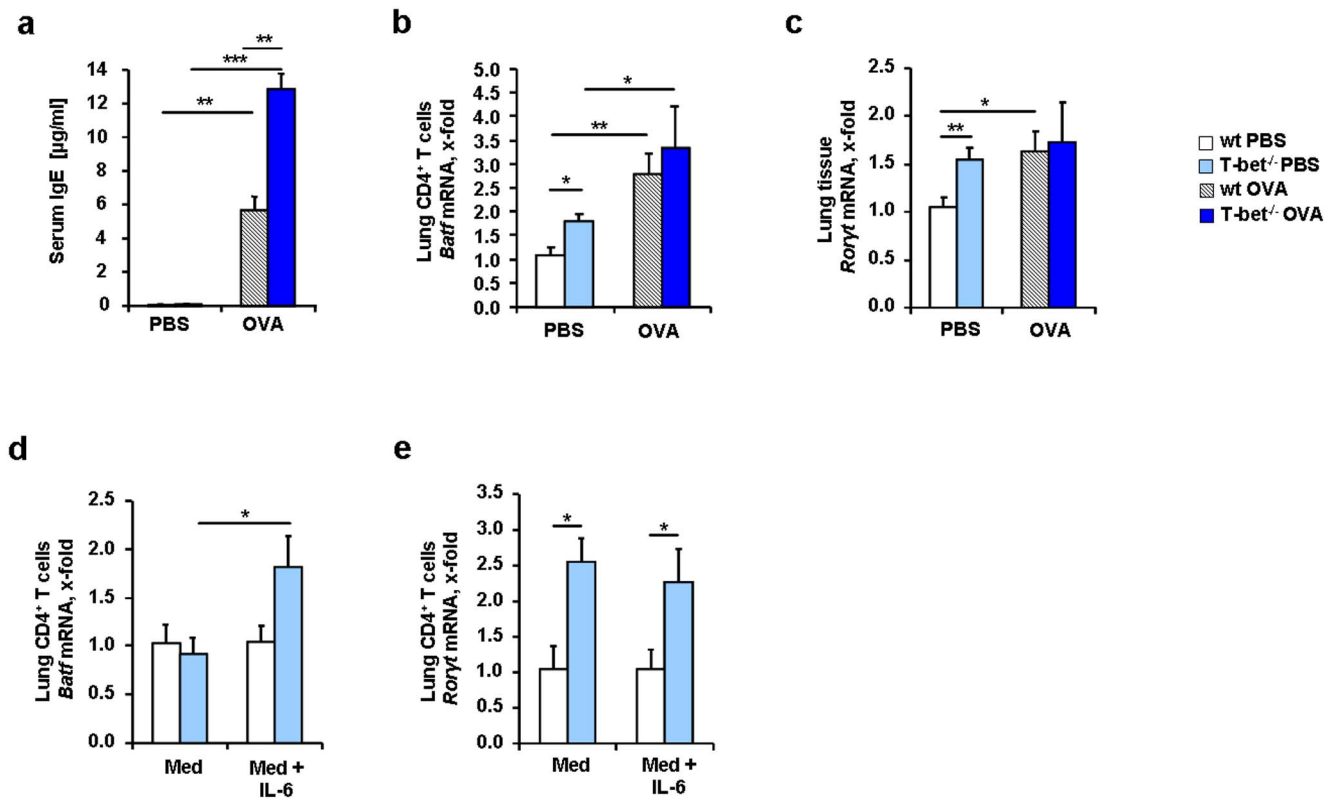 a
Serum IgE [µg/ml]
14
12
10
8
6
4
2
0
**
***
**
PBS
OVA
b
Lung CD4⁺ T cells
Batf mRNA, x-fold
5.0
4.5
4.0
3.5
3.0
2.5
2.0
1.5
1.0
0.5
0.0
*
**
*
PBS
OVA
c
Lung tissue
Rorγt mRNA, x-fold
2.5
2.0
1.5
1.0
0.5
0.0
*
**
PBS
OVA
wt PBS
T-bet⁻/⁻ PBS
wt OVA
T-bet⁻/⁻ OVA
d
Lung CD4⁺ T cells
Batf mRNA, x-fold
2.5
2.0
1.5
1.0
0.5
0.0
*
Med
Med +
IL-6
e
Lung CD4⁺ T cells
Rorγt mRNA, x-fold
3.5
3.0
2.5
2.0
1.5
1.0
0.5
0.0
*
*
Med
Med +
IL-6